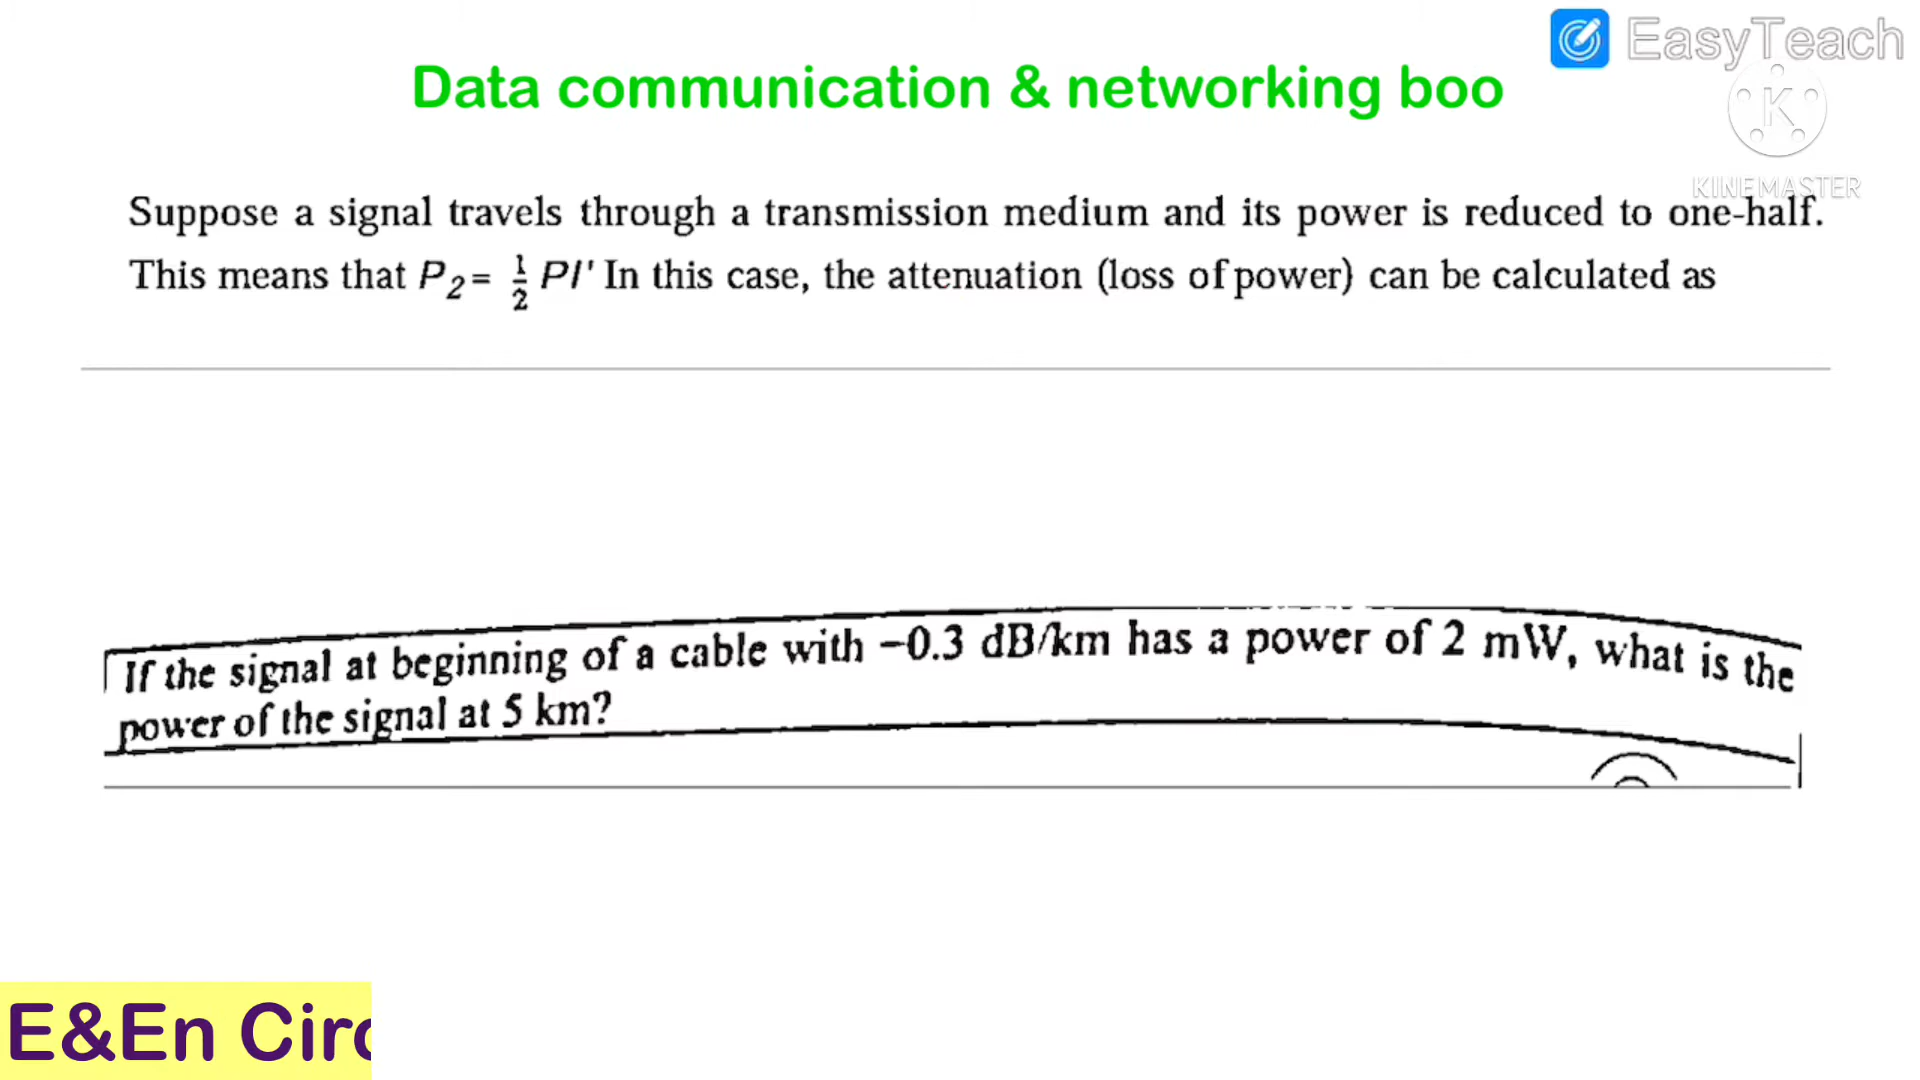 EasyTeach
Data communication & networking boo
K
KINEMASTER
Suppose a signal travels through a transmission medium and its power is reduced to one-half.
This means that P2 = 1/2 PI' In this case, the attenuation (loss of power) can be calculated as
If the signal at beginning of a cable with −0.3 dB/km has a power of 2 mW, what is the
power of the signal at 5 km?
E&En Circ